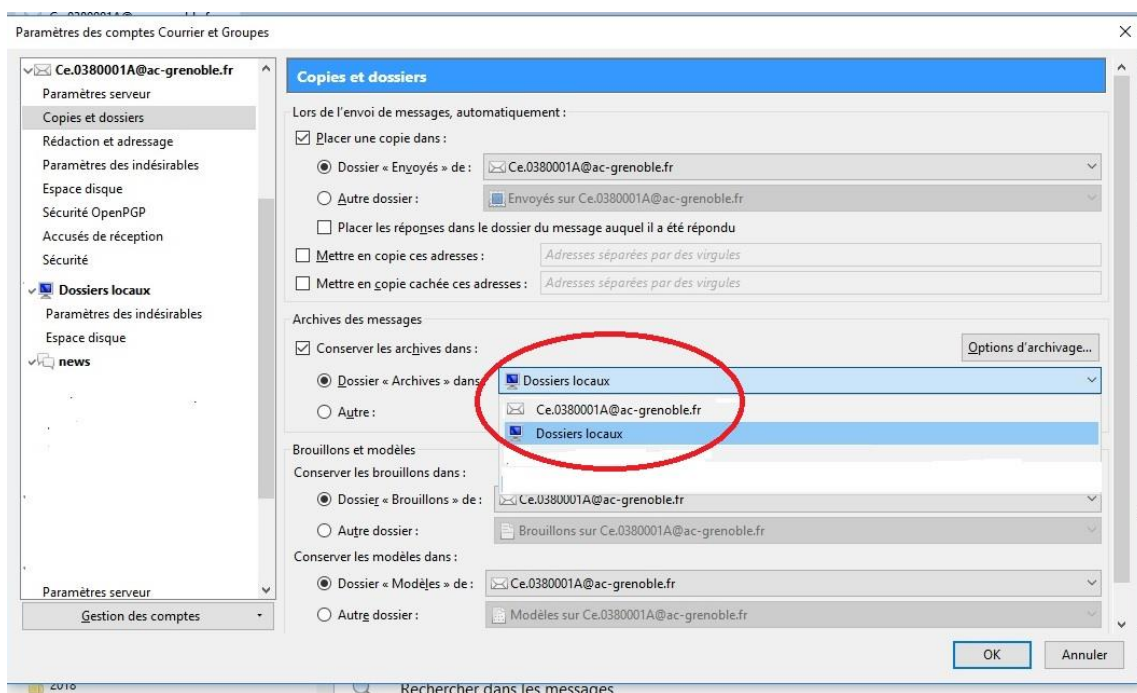 Paramètres des comptes Courrier et Groupes
Ce.0380001A@ac-grenoble.fr
Paramètres serveur
Copies et dossiers
Rédaction et adressage
Paramètres des indésirables
Espace disque
Sécurité OpenPGP
Accusés de réception
Sécurité
Dossiers locaux
Paramètres des indésirables
Espace disque
news
Paramètres serveur
Gestion des comptes
Copies et dossiers
Lors de l'envoi de messages, automatiquement :
Placer une copie dans :
Dossier « Envoyés » de : Ce.0380001A@ac-grenoble.fr
Autre dossier : Envoyés sur Ce.0380001A@ac-grenoble.fr
Placer les réponses dans le dossier du message auquel il a été répondu
Mettre en copie ces adresses : Adresses séparées par des virgules
Mettre en copie cachée ces adresses : Adresses séparées par des virgules
Archives des messages
Conserver les archives dans : Options d'archivage...
Dossier « Archives » dans Dossiers locaux
Autre : Ce.0380001A@ac-grenoble.fr
Dossiers locaux
Brouillons et modèles
Conserver les brouillons dans :
Dossier « Brouillons » de : Ce.0380001A@ac-grenoble.fr
Autre dossier : Brouillons sur Ce.0380001A@ac-grenoble.fr
Conserver les modèles dans :
Dossier « Modèles » de : Ce.0380001A@ac-grenoble.fr
Autre dossier : Modèles sur Ce.0380001A@ac-grenoble.fr
OK Annuler
2018 Rechercher dans les messages